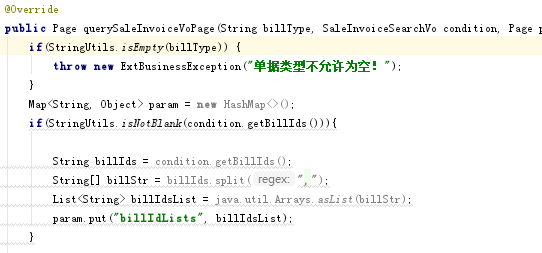 @Override
public Page querySaleInvoiceVoPage(String billType, SaleInvoiceSearchVo condition, Page p
if(StringUtils.isEmpty(billType)) {
throw new ExtBusinessException("单据类型不允许为空！");
}
Map<String, Object> param = new HashMap<>();
if(StringUtils.isNotBlank(condition.getBillIds())){
String billIds = condition.getBillIds();
String[] billStr = billIds.split( regex: ",");
List<String> billIdsList = java.util.Arrays.asList(billStr);
param.put("billIdLists", billIdsList);
}